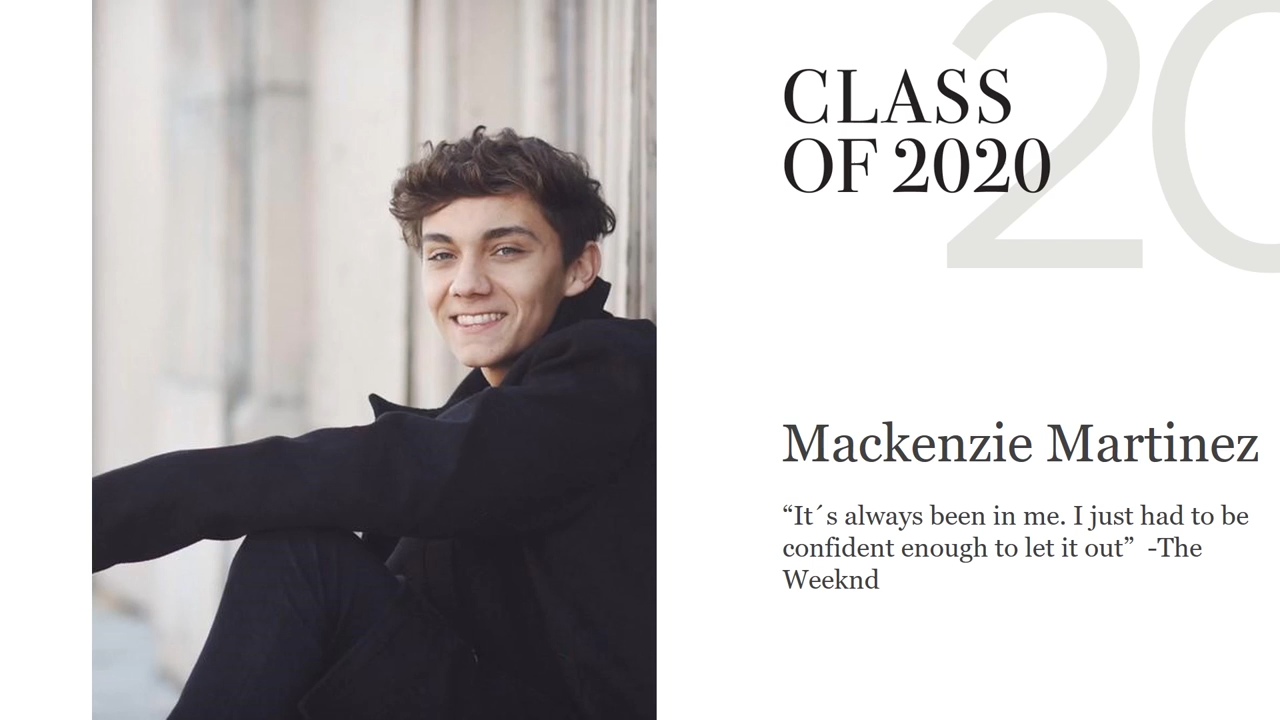 20
CLASS
OF 2020
Mackenzie Martinez
“It´s always been in me. I just had to be
confident enough to let it out”  -The
Weeknd